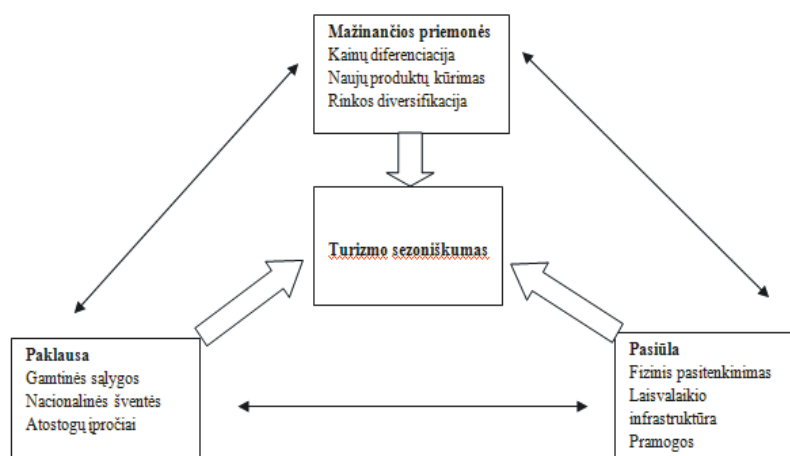 Mažinančios priemonės
Kainų diferenciacija
Naujų produktų kūrimas
Rinkos diversifikacija
Turizmo sezoniškumas
Paklausa
Gamtinės sąlygos
Nacionalinės šventės
Atostogų įpročiai
Pasiūla
Fizinis pasitenkinimas
Laisvalaikio
infrastruktūra
Pramogos